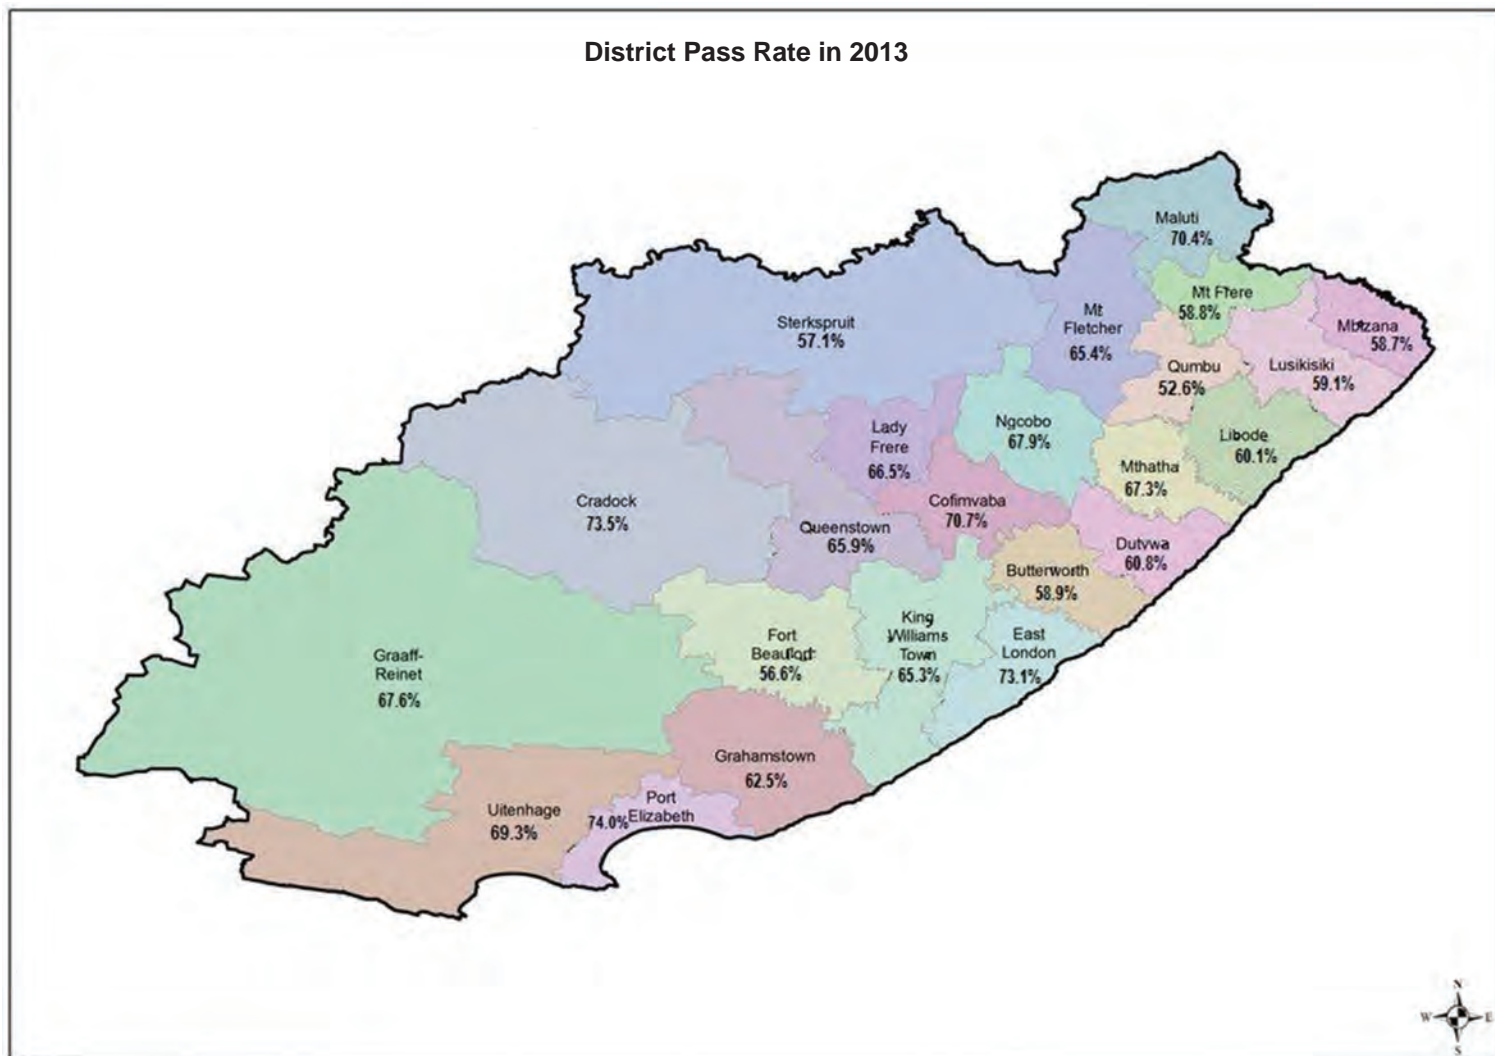 District Pass Rate in 2013
Maluti
70.4%
Mt Frere
58.8%
Mbizana
58.7%
Sterkspruit
57.1%
Mt
Fletcher
65.4%
Qumbu
52.6%
Lusikisiki
59.1%
Lady
Frere
66.5%
Ngcobo
67.9%
Libode
60.1%
Mthatha
67.3%
Cradock
73.5%
Cofimvaba
70.7%
Queenstown
65.9%
Dutywa
60.8%
Butterworth
58.9%
Graaff-
Reinet
67.6%
Fort
Beaufort
56.6%
King
Williams
Town
65.3%
East
London
73.1%
Grahamstown
62.5%
Uitenhage
69.3%
Port
Elizabeth
74.0%
N
W E
S